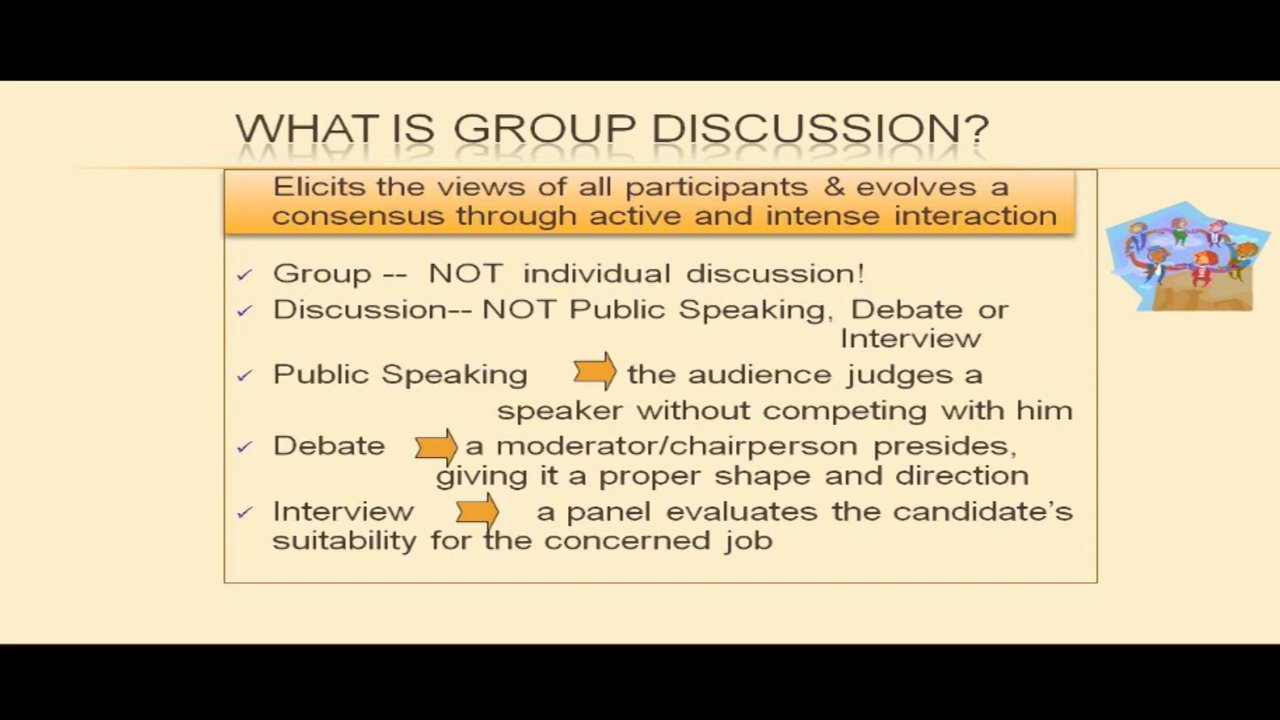 WHAT IS GROUP DISCUSSION?
Elicits the views of all participants & evolves a
consensus through active and intense interaction
Group -- NOT individual discussion!
Discussion-- NOT Public Speaking, Debate or
Interview
Public Speaking the audience judges a
speaker without competing with him
Debate a moderator/chairperson presides,
giving it a proper shape and direction
Interview a panel evaluates the candidate's
suitability for the concerned job